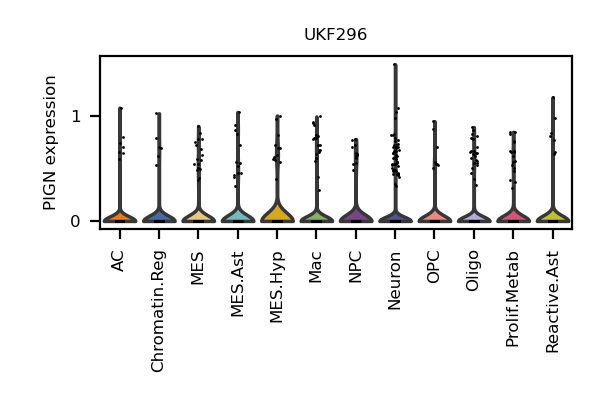 UKF296
PIGN expression
1
0
AC
Chromatin.Reg
MES
MES.Ast
MES.Hyp
Mac
NPC
Neuron
OPC
Oligo
Prolif.Metab
Reactive.Ast